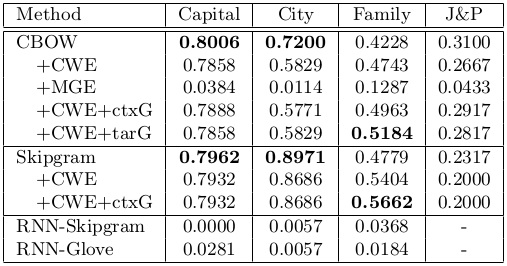 Method Capital City Family J&P
CBOW 0.8006 0.7200 0.4228 0.3100
+CWE 0.7858 0.5829 0.4743 0.2667
+MGE 0.0384 0.0114 0.1287 0.0433
+CWE+ctxG 0.7888 0.5771 0.4963 0.2917
+CWE+tarG 0.7858 0.5829 0.5184 0.2817
Skipgram 0.7962 0.8971 0.4779 0.2317
+CWE 0.7932 0.8686 0.5404 0.2000
+CWE+ctxG 0.7932 0.8686 0.5662 0.2000
RNN-Skipgram 0.0000 0.0057 0.0368 -
RNN-Glove 0.0281 0.0057 0.0184 -